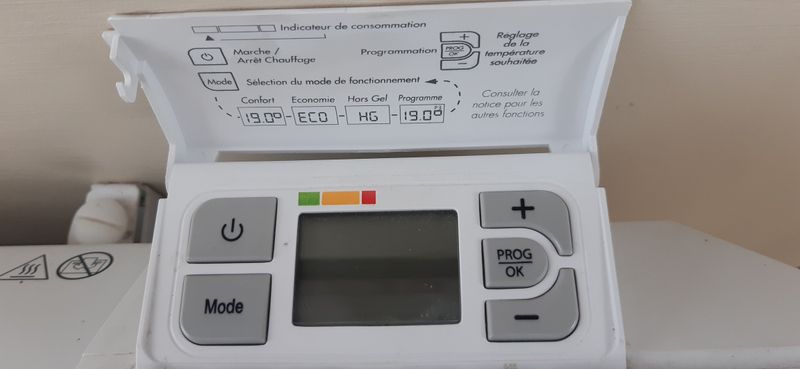 Indicateur de consommation
Marche /
Arrêt Chauffage
Programmation
+
PROG
OK
−
Réglage
de la
température
souhaitée
Mode
Sélection du mode de fonctionnement
Confort
Economie
Hors Gel
Programme
19.0°
ECO
HG
19.0°
P3
Consulter la
notice pour les
autres fonctions
+
PROG
OK
Mode
−